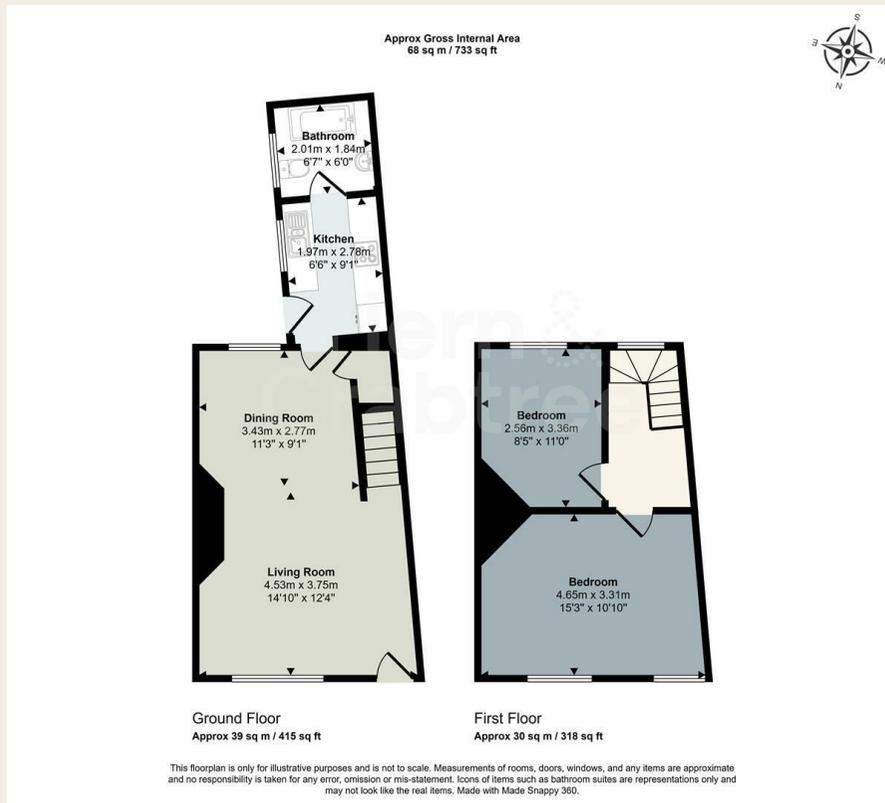 Approx Gross Internal Area
68 sq m / 733 sq ft
S
E
W
N
Bathroom
2.01m x 1.84m
6'7" x 6'0"
Kitchen
1.97m x 2.78m
6'6" x 9'1"
Dining Room
3.43m x 2.77m
11'3" x 9'1"
Living Room
4.53m x 3.75m
14'10" x 12'4"
Bedroom
2.56m x 3.36m
8'5" x 11'0"
Bedroom
4.65m x 3.31m
15'3" x 10'10"
hern &
Crabtree
Ground Floor
Approx 39 sq m / 415 sq ft
First Floor
Approx 30 sq m / 318 sq ft
This floorplan is only for illustrative purposes and is not to scale. Measurements of rooms, doors, windows, and any items are approximate
and no responsibility is taken for any error, omission or mis-statement. Icons of items such as bathroom suites are representations only and
may not look like the real items. Made with Made Snappy 360.